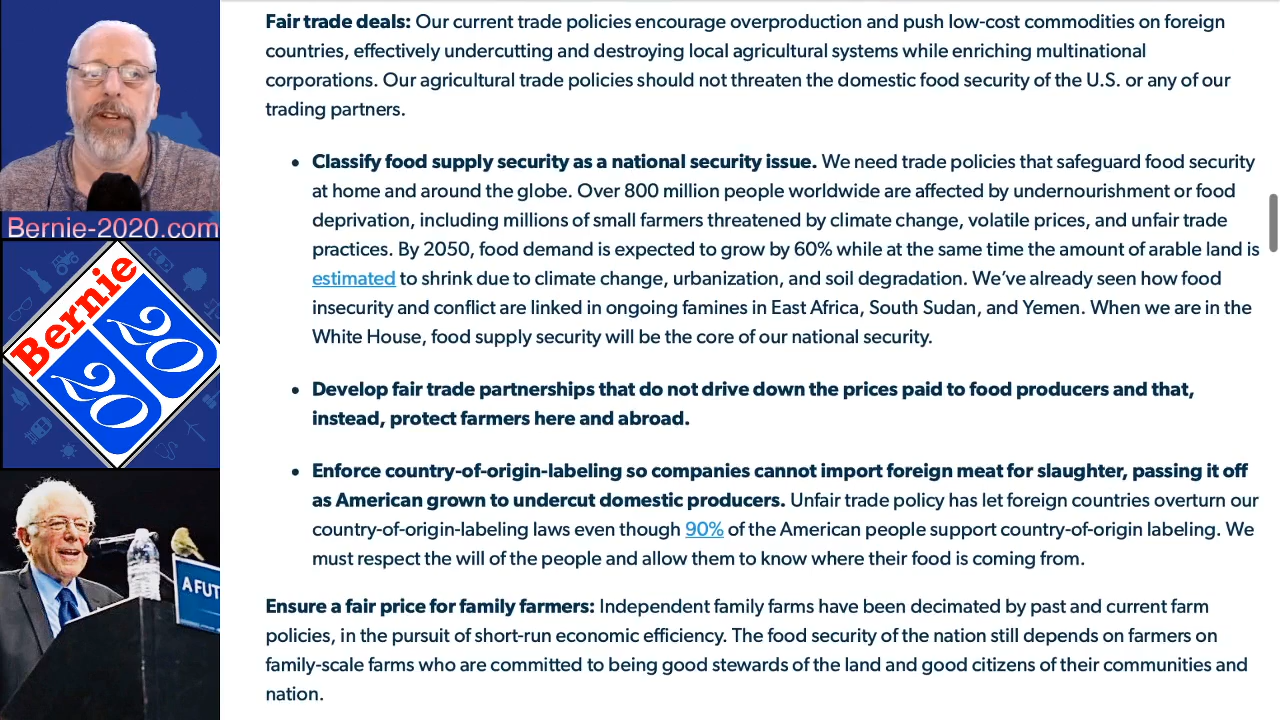 Fair trade deals: Our current trade policies encourage overproduction and push low-cost commodities on foreign
countries, effectively undercutting and destroying local agricultural systems while enriching multinational
corporations. Our agricultural trade policies should not threaten the domestic food security of the U.S. or any of our
trading partners.
• Classify food supply security as a national security issue. We need trade policies that safeguard food security
at home and around the globe. Over 800 million people worldwide are affected by undernourishment or food
deprivation, including millions of small farmers threatened by climate change, volatile prices, and unfair trade
practices. By 2050, food demand is expected to grow by 60% while at the same time the amount of arable land is
estimated to shrink due to climate change, urbanization, and soil degradation. We’ve already seen how food
insecurity and conflict are linked in ongoing famines in East Africa, South Sudan, and Yemen. When we are in the
White House, food supply security will be the core of our national security.
• Develop fair trade partnerships that do not drive down the prices paid to food producers and that,
instead, protect farmers here and abroad.
• Enforce country-of-origin-labeling so companies cannot import foreign meat for slaughter, passing it off
as American grown to undercut domestic producers. Unfair trade policy has let foreign countries overturn our
country-of-origin-labeling laws even though 90% of the American people support country-of-origin labeling. We
must respect the will of the people and allow them to know where their food is coming from.
Ensure a fair price for family farmers: Independent family farms have been decimated by past and current farm
policies, in the pursuit of short-run economic efficiency. The food security of the nation still depends on farmers on
family-scale farms who are committed to being good stewards of the land and good citizens of their communities and
nation.
Bernie-2020.com
Bernie
20
20
A FUT